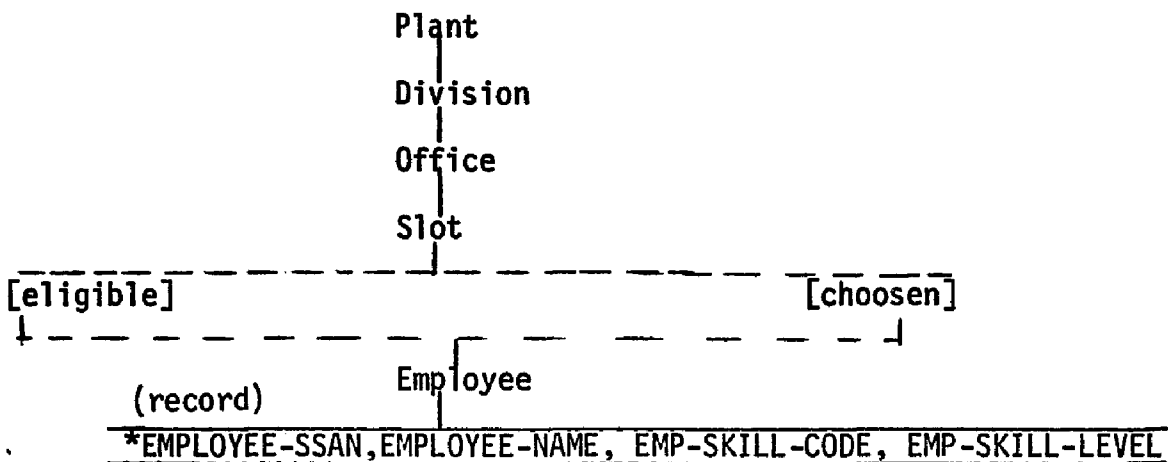 Plant
Division
Office
Slot
[eligible] [choosen]
Employee
(record)
*EMPLOYEE-SSAN,EMPLOYEE-NAME, EMP-SKILL-CODE, EMP-SKILL-LEVEL